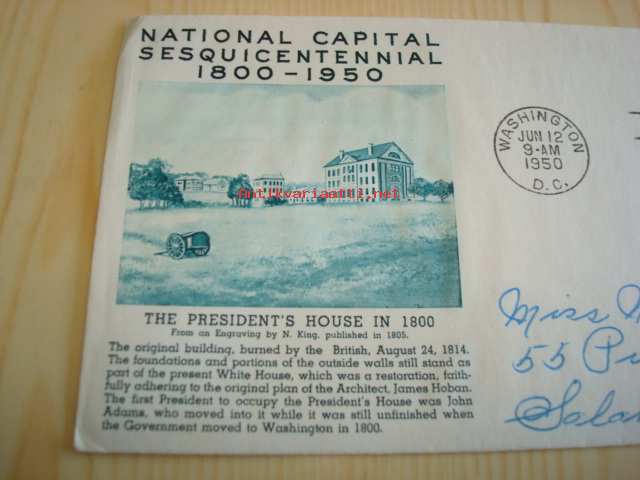 NATIONAL CAPITAL
SESQUICENTENNIAL
1800-1950
antikvariaatti.net
THE PRESIDENT'S HOUSE IN 1800
From an Engraving by N. King, published in 1805.
The original building, burned by the British, August 24, 1814.
The foundations and portions of the outside walls still stand as
part of the present White House, which was a restoration, faith-
fully adhering to the original plan of the Architect, James Hoban.
The first President to occupy the President's House was John
Adams, who moved into it while it was still unfinished when
the Government moved to Washington in 1800.
WASHINGTON
JUN 12
9-AM
1950
D.C.
Miss
55